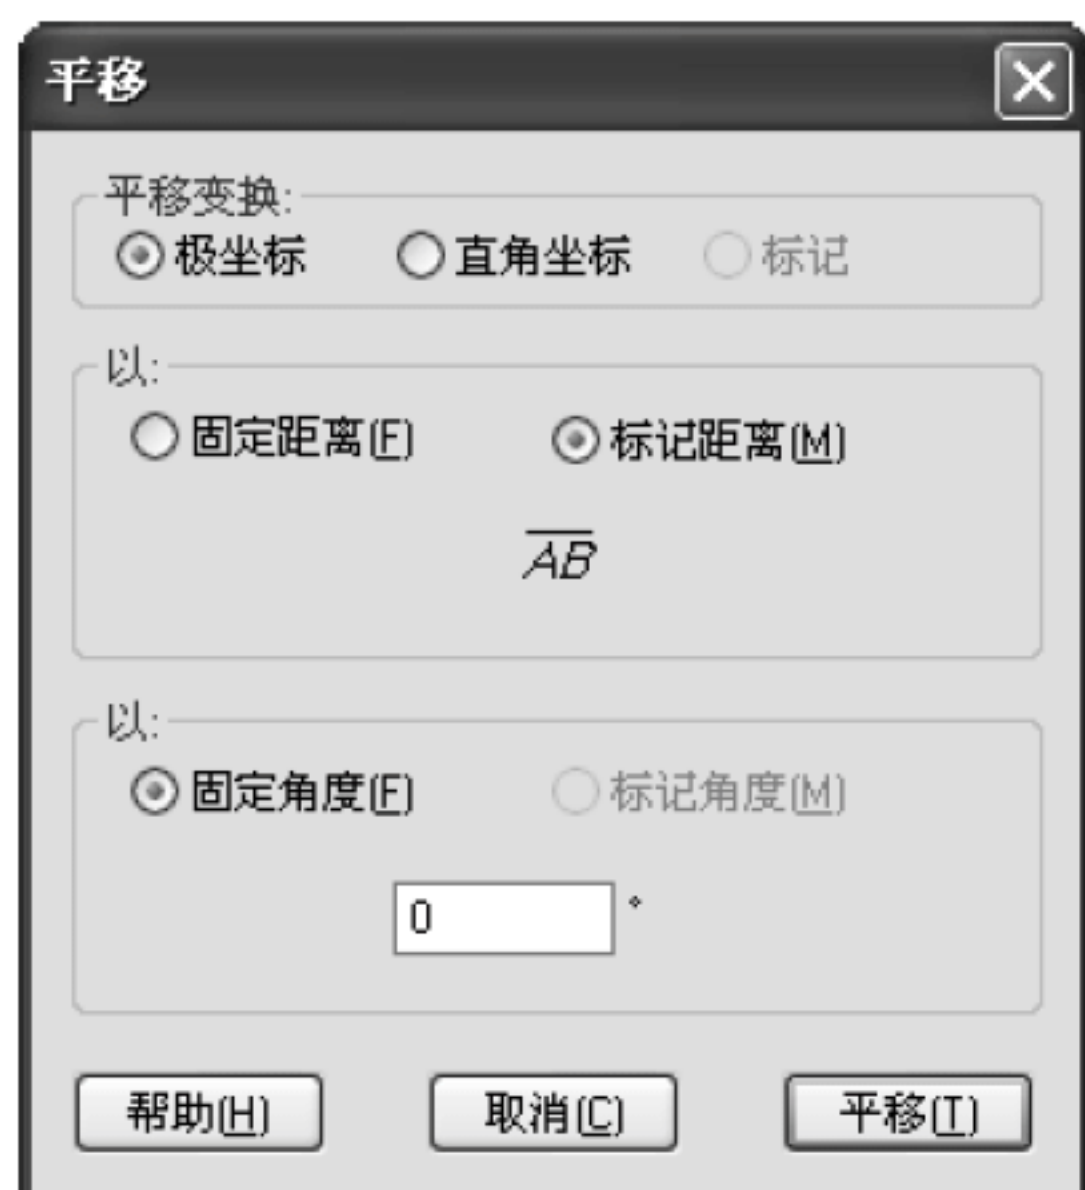 平移
平移变换:
极坐标 直角坐标 标记
以:
固定距离(F) 标记距离(M)
AB
以:
固定角度(F) 标记角度(M)
0 °
帮助(H) 取消(C) 平移(T)